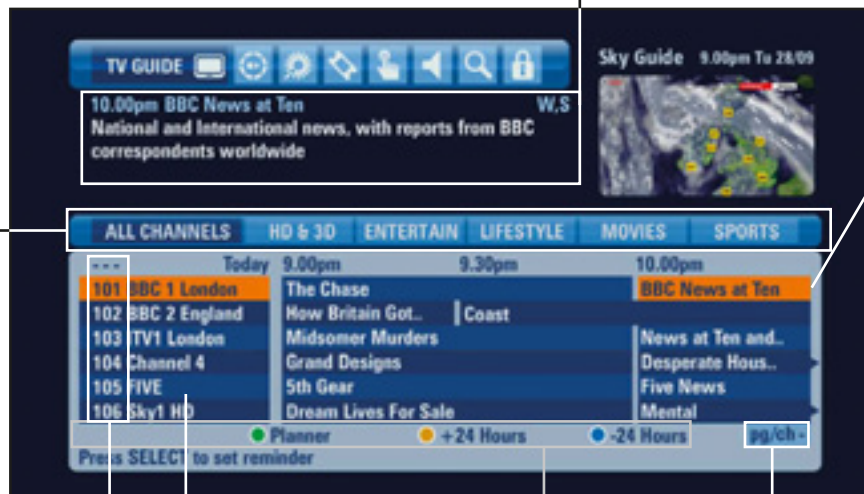 TV GUIDE
Sky Guide 9.00pm Tu 28/09
10.00pm BBC News at Ten W,S
National and International news, with reports from BBC
correspondents worldwide
ALL CHANNELS HD & 3D ENTERTAIN LIFESTYLE MOVIES SPORTS
--- Today 9.00pm 9.30pm 10.00pm
101 BBC 1 London The Chase BBC News at Ten
102 BBC 2 England How Britain Got.. Coast
103 ITV1 London Midsomer Murders News at Ten and..
104 Channel 4 Grand Designs Desperate Hous..
105 FIVE 5th Gear Five News
106 Sky1 HD Dream Lives For Sale Mental
Planner +24 Hours -24 Hours pg/ch -
Press SELECT to set reminder